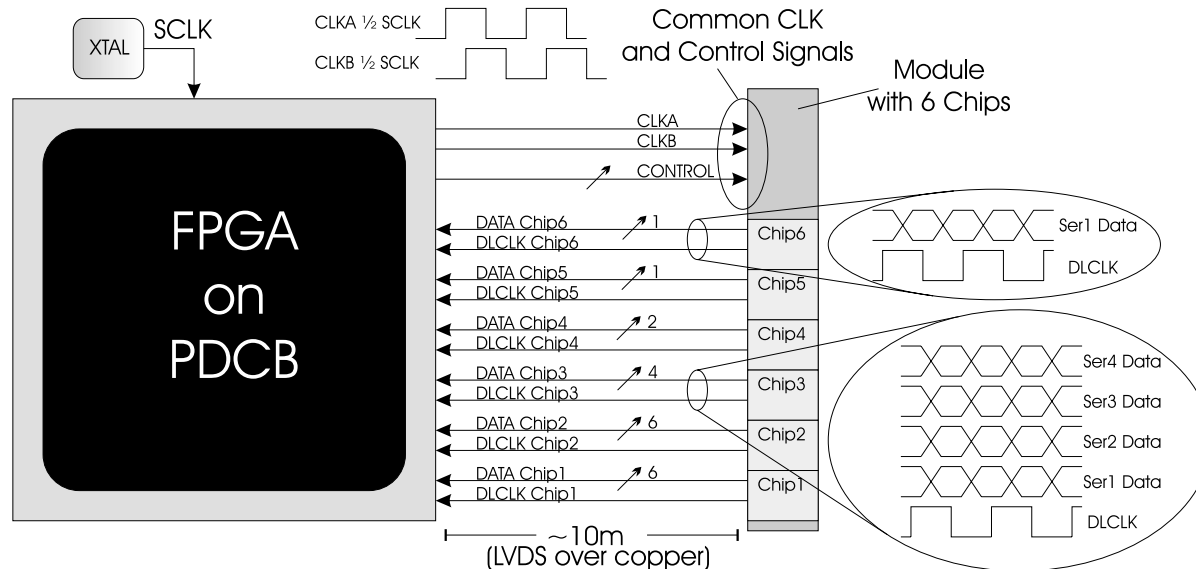 XTAL
SCLK
CLKA ½ SCLK
CLKB ½ SCLK
Common CLK
and Control Signals
Module
with 6 Chips
FPGA
on
PDCB
CLKA
CLKB
CONTROL
DATA Chip6 1
DLCLK Chip6
DATA Chip5 1
DLCLK Chip5
DATA Chip4 2
DLCLK Chip4
DATA Chip3 4
DLCLK Chip3
DATA Chip2 6
DLCLK Chip2
DATA Chip1 6
DLCLK Chip1
Chip6
Chip5
Chip4
Chip3
Chip2
Chip1
Ser1 Data
DLCLK
Ser4 Data
Ser3 Data
Ser2 Data
Ser1 Data
DLCLK
~10m
(LVDS over copper)